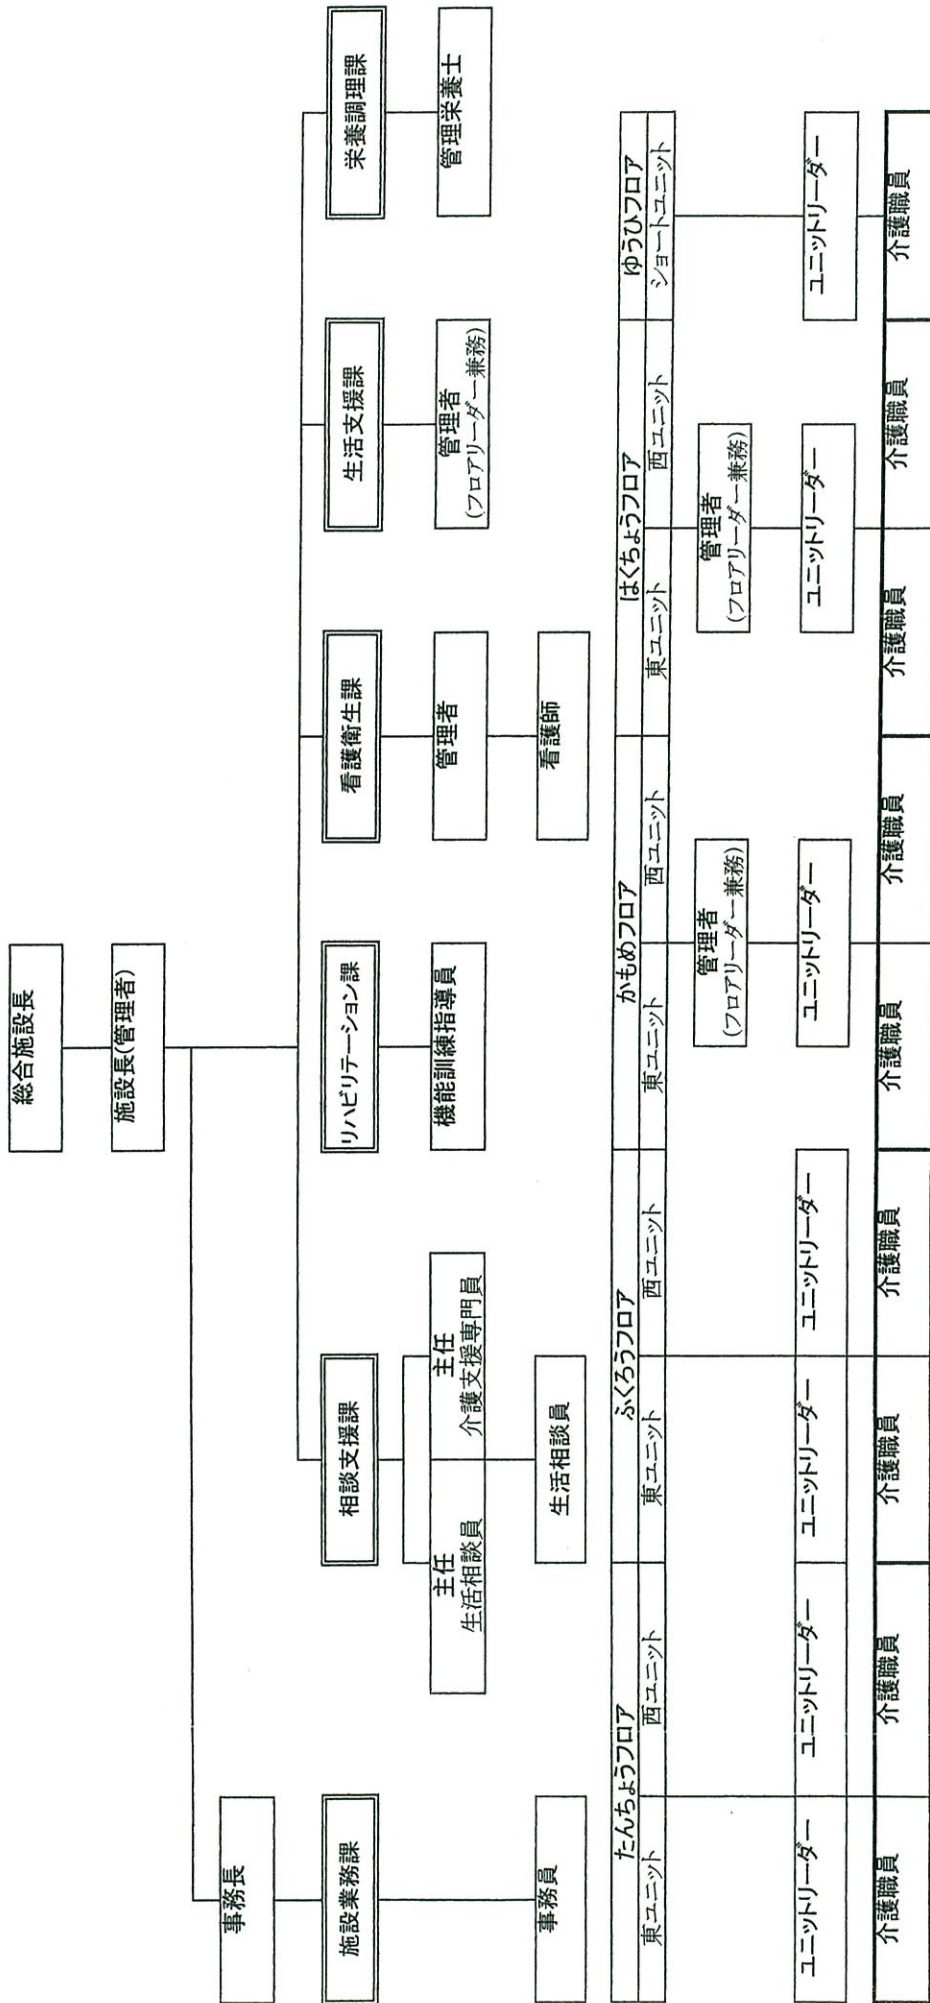 総合施設長
施設長(管理者)
事務長
施設業務課
相談支援課
リハビリテーション課
看護衛生課
生活支援課
栄養調理課
主任
生活相談員
主任
介護支援専門員
機能訓練指導員
管理者
管理者
(フロアリーダー兼務)
管理栄養士
事務員
生活相談員
看護師
たんちょうフロア
ふくろうフロア
かもめフロア
はくちょうフロア
ゆうひフロア
東ユニット
西ユニット
東ユニット
西ユニット
東ユニット
西ユニット
東ユニット
西ユニット
ショートユニット
管理者
(フロアリーダー兼務)
管理者
(フロアリーダー兼務)
ユニットリーダー
ユニットリーダー
ユニットリーダー
ユニットリーダー
ユニットリーダー
ユニットリーダー
ユニットリーダー
介護職員
介護職員
介護職員
介護職員
介護職員
介護職員
介護職員
介護職員
介護職員